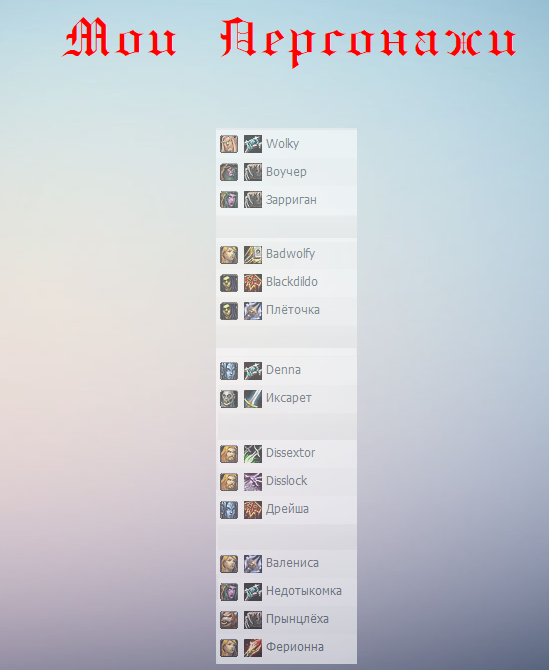 Мои Персонажи
Wolky
Воучер
Зарриган
Badwolfy
Blackdildo
Плёточка
Denna
Иксарет
Dissextor
Disslock
Дрейша
Валениса
Недотыкомка
Прынцлёха
Ферионна